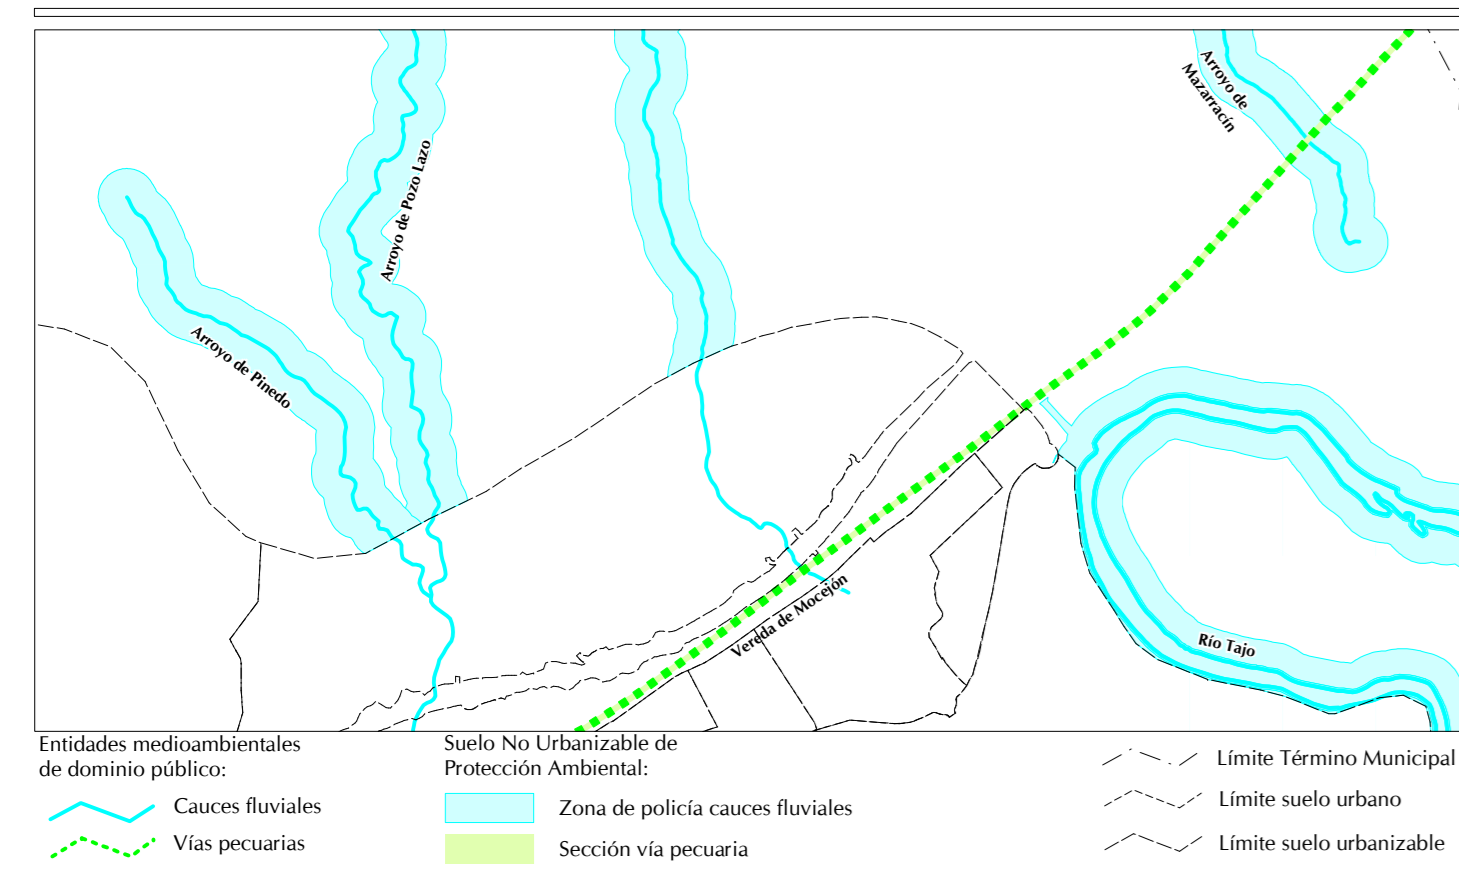 Arroyo de
Mazarracín
Arroyo de Pozo Lazo
Arroyo de Pinedo
Vereda de Mocejón
Río Tajo
Entidades medioambientales
de dominio público:
Cauces fluviales
Vías pecuarias
Suelo No Urbanizable de
Protección Ambiental:
Zona de policía cauces fluviales
Sección vía pecuaria
Límite Término Municipal
Límite suelo urbano
Límite suelo urbanizable